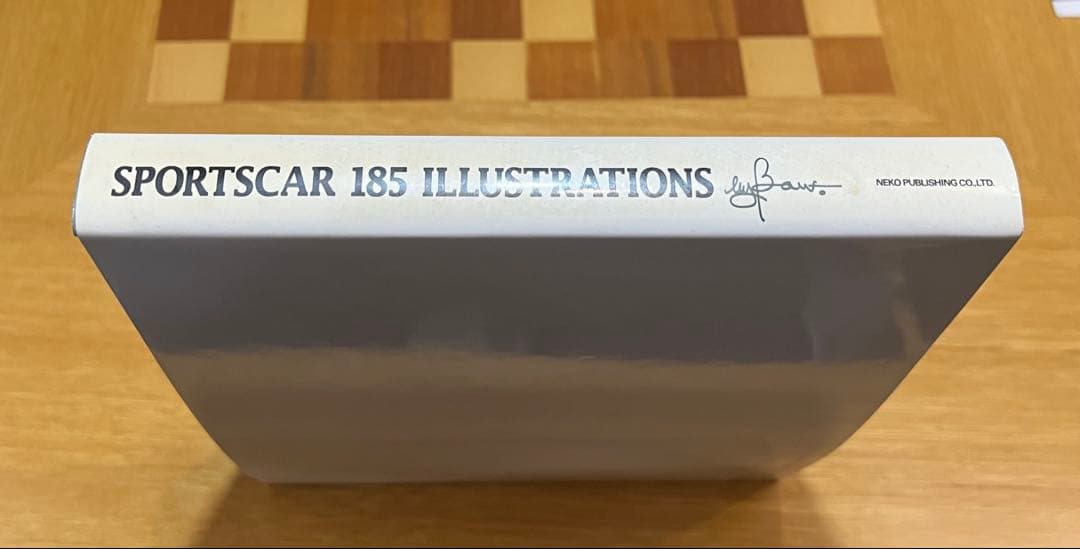 SPORTSCAR 185 ILLUSTRATIONS
NEKO PUBLISHING CO.,LTD.